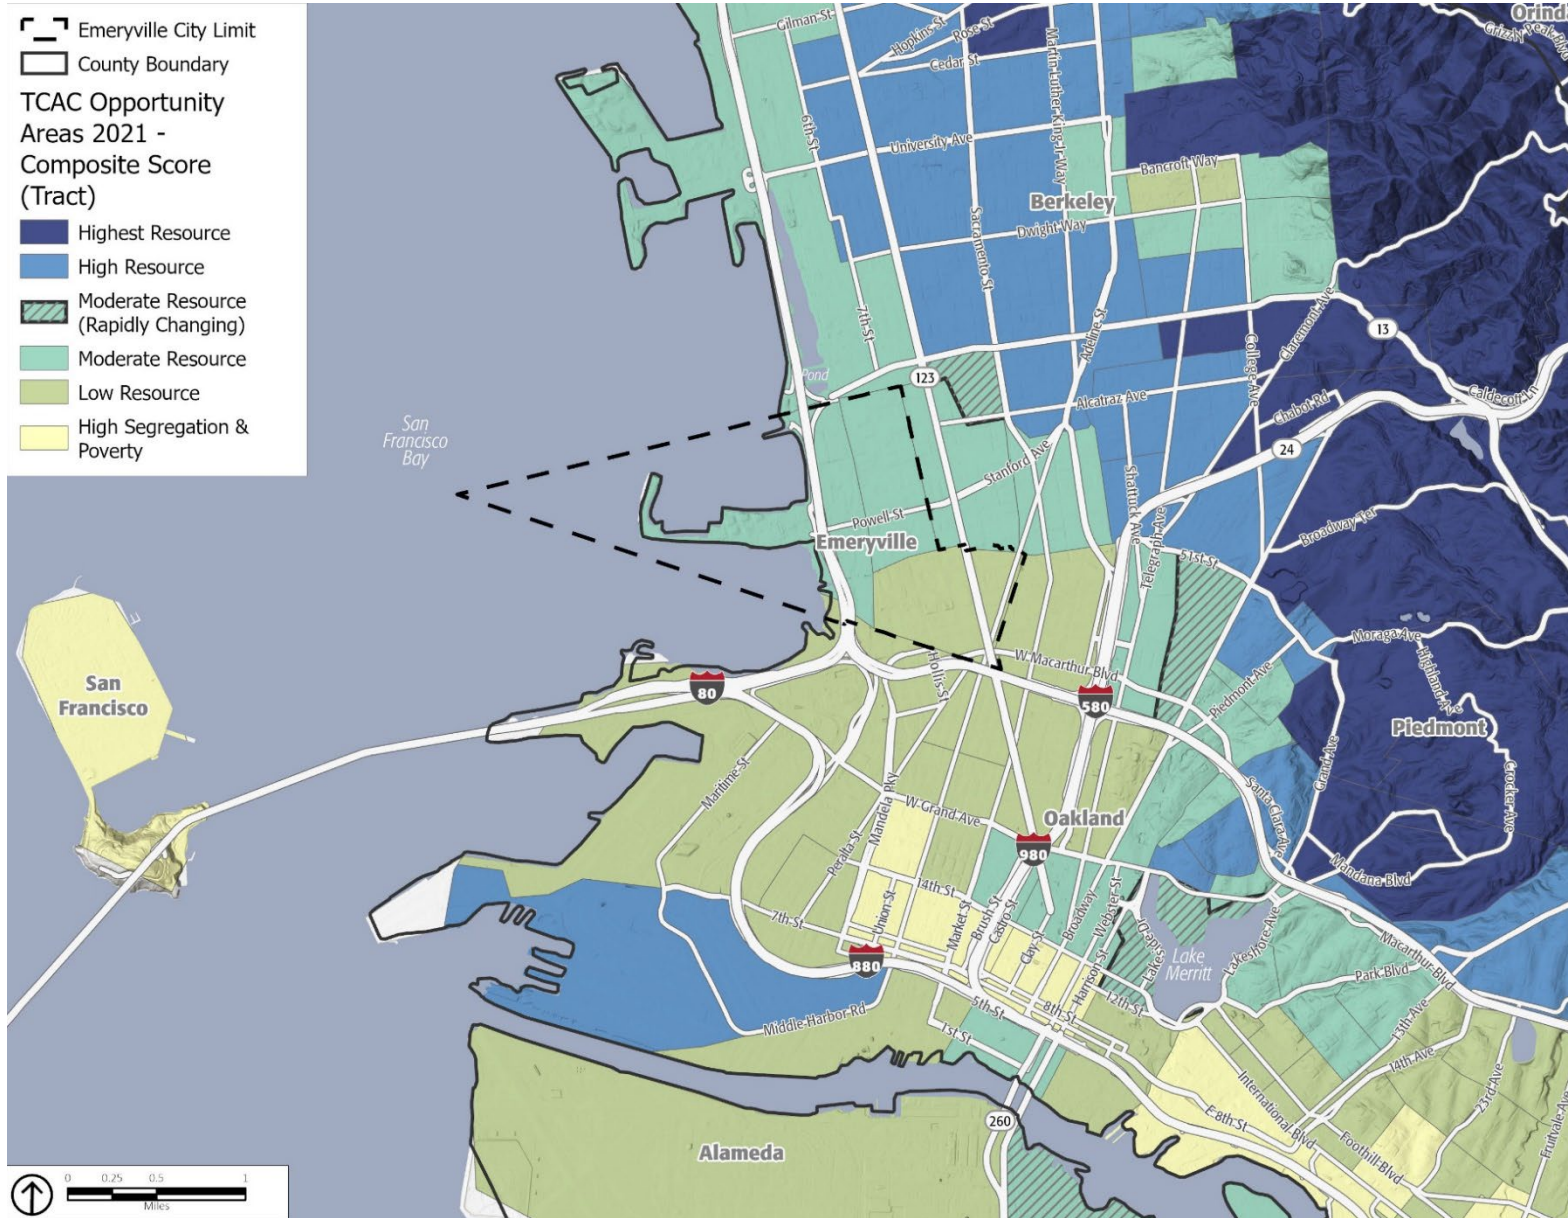 Emeryville City Limit
County Boundary
TCAC Opportunity
Areas 2021 -
Composite Score
(Tract)
Highest Resource
High Resource
Moderate Resource
(Rapidly Changing)
Moderate Resource
Low Resource
High Segregation &
Poverty
Gilman St
Hopkins St
Rose St
Cedar St
Martin Luther King Jr Way
Grizzly Peak
6th St
University Ave
Bancroft Way
Berkeley
Sacramento St
Dwight Way
7th St
Adeline St
College Ave
Claremont Ave
13
Pond
123
Alcatraz Ave
Chabot Rd
Caldecott Ln
San
Francisco
Bay
24
Stanford Ave
Shattuck Ave
Telegraph Ave
Broadway Ter
Powell St
Emeryville
51st St
Moraga Ave
Highland Ave
Hollis St
W Macarthur Blvd
Piedmont Ave
San
Francisco
80
580
Piedmont
Grand Ave
Crocker Ave
Maritime St
Mandela Pky
W Grand Ave
Oakland
Santa Clara Ave
Peralta St
980
Mandana Blvd
14th St
7th St
Union St
Market St
Brush St
Castro St
Clay St
Broadway
Webster St
Harrison St
Lake
Merritt
Lakeshore Ave
Macarthur Blvd
Park Blvd
880
12th St
8th St
5th St
1st St
Middle Harbor Rd
13th Ave
14th Ave
23rd Ave
International Blvd
E 8th St
Foothill Blvd
Fruitvale Ave
260
Alameda
0 0.25 0.5 1
Miles